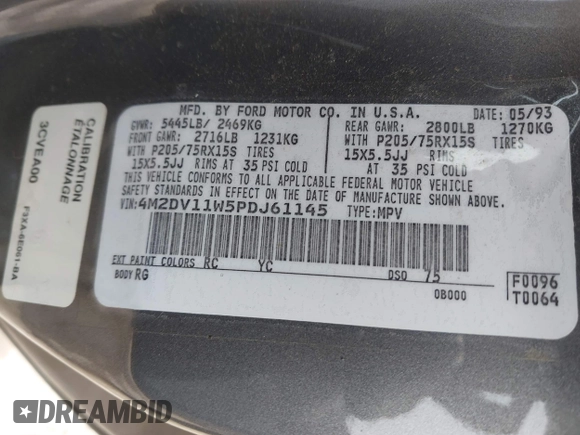 MFD. BY FORD MOTOR CO. IN U.S.A.
DATE: 05/93
GVWR: 5445LB/ 2469KG
FRONT GAWR: 2716LB 1231KG
WITH P205/75RX15S TIRES
15X5.5JJ RIMS AT 35 PSI COLD
REAR GAWR: 2800LB 1270KG
WITH P205/75RX15S TIRES
15X5.5JJ RIMS
AT 35 PSI COLD
THIS VEHICLE CONFORMS TO ALL APPLICABLE FEDERAL MOTOR VEHICLE
SAFETY STANDARDS IN EFFECT ON THE DATE OF MANUFACTURE SHOWN ABOVE
VIN: 4M2DV11W5PDJ61145 TYPE: MPV
EXT PAINT COLORS RC YC DSO 75
BODY RG
0B000
F0096
T0064
CALIBRATION
ÉTALONNAGE
3CVEA00
F3XA-6E061-BA
DREAMBID